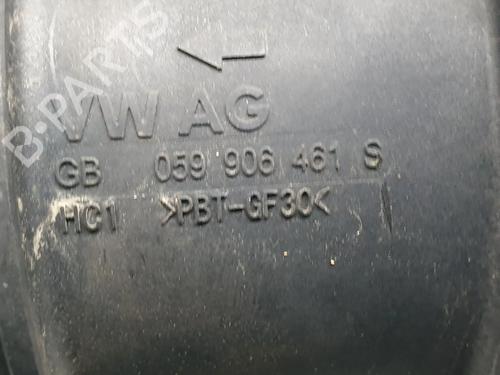 B-PARTS
VW AG
GB 059 906 461 S
HC1 >PBT-GF30<